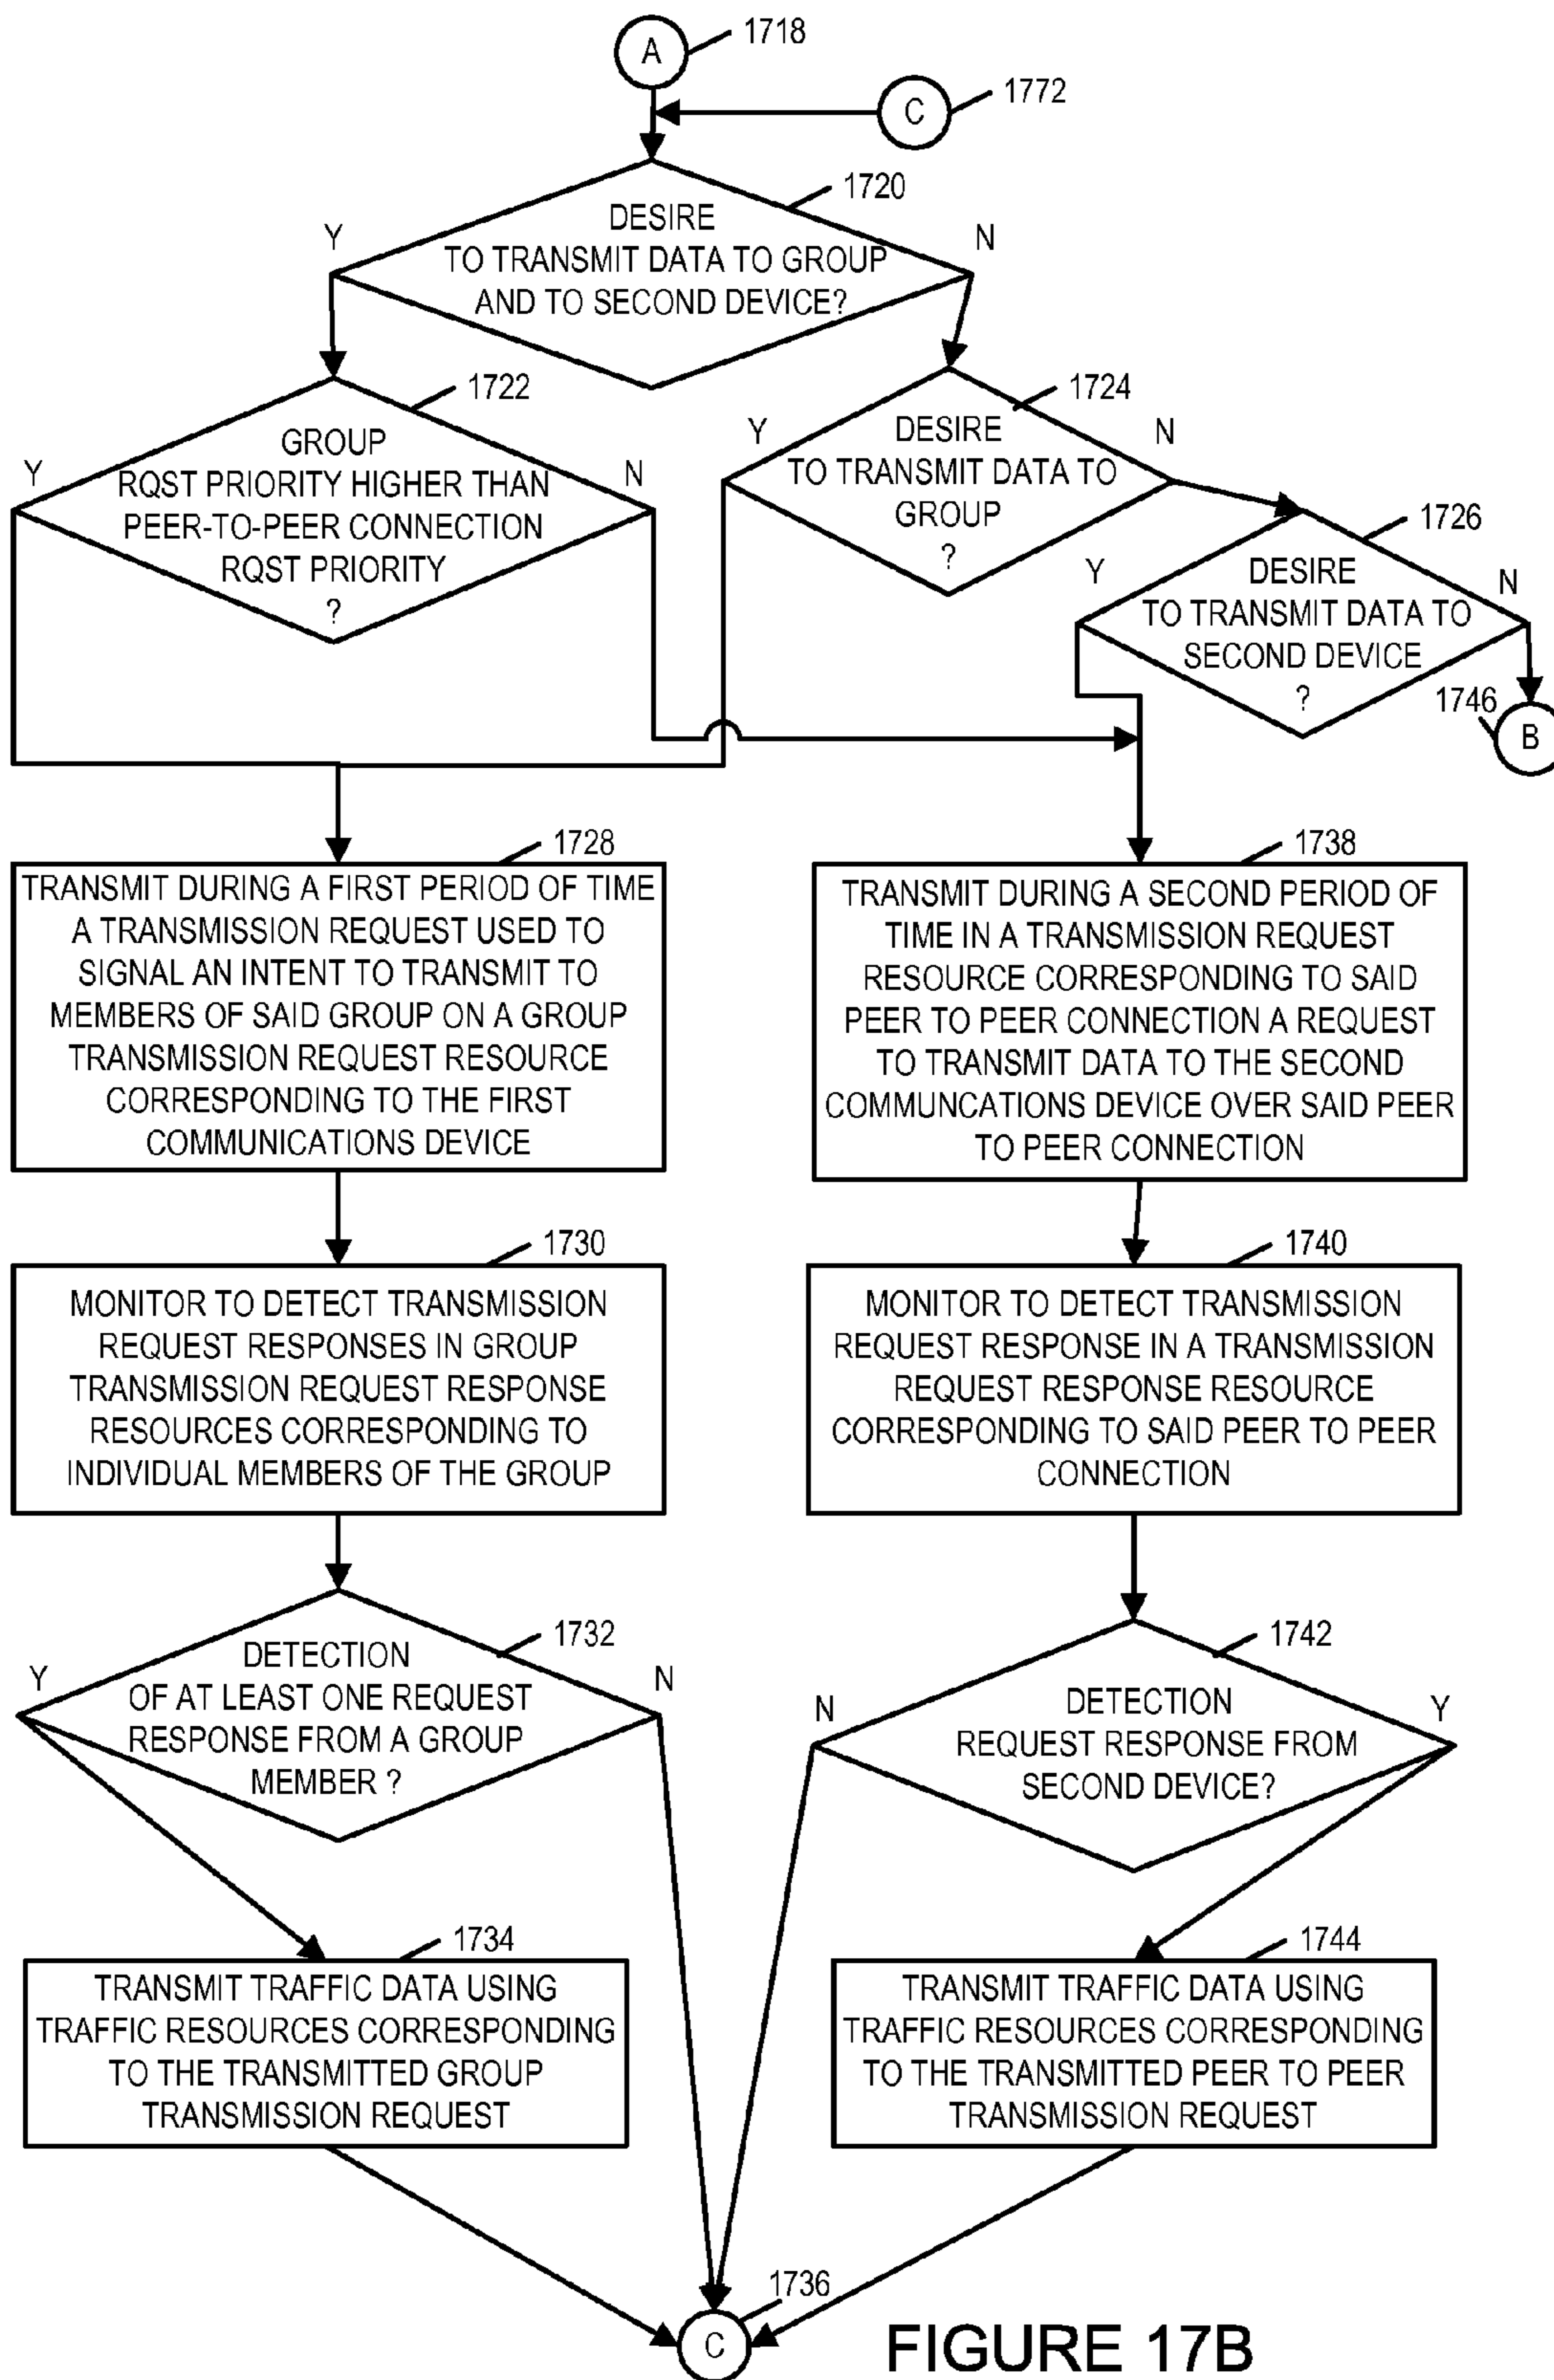 A
1718
C
1772
1720
DESIRE
TO TRANSMIT DATA TO GROUP
AND TO SECOND DEVICE?
Y
N
1722
GROUP
RQST PRIORITY HIGHER THAN
PEER-TO-PEER CONNECTION
RQST PRIORITY
?
Y
N
1724
DESIRE
TO TRANSMIT DATA TO
GROUP
?
Y
N
1726
DESIRE
TO TRANSMIT DATA TO
SECOND DEVICE
?
Y
N
1746
B
1728
TRANSMIT DURING A FIRST PERIOD OF TIME
A TRANSMISSION REQUEST USED TO
SIGNAL AN INTENT TO TRANSMIT TO
MEMBERS OF SAID GROUP ON A GROUP
TRANSMISSION REQUEST RESOURCE
CORRESPONDING TO THE FIRST
COMMUNICATIONS DEVICE
1738
TRANSMIT DURING A SECOND PERIOD OF
TIME IN A TRANSMISSION REQUEST
RESOURCE CORRESPONDING TO SAID
PEER TO PEER CONNECTION A REQUEST
TO TRANSMIT DATA TO THE SECOND
COMMUNCATIONS DEVICE OVER SAID PEER
TO PEER CONNECTION
1730
MONITOR TO DETECT TRANSMISSION
REQUEST RESPONSES IN GROUP
TRANSMISSION REQUEST RESPONSE
RESOURCES CORRESPONDING TO
INDIVIDUAL MEMBERS OF THE GROUP
1740
MONITOR TO DETECT TRANSMISSION
REQUEST RESPONSE IN A TRANSMISSION
REQUEST RESPONSE RESOURCE
CORRESPONDING TO SAID PEER TO PEER
CONNECTION
1732
DETECTION
OF AT LEAST ONE REQUEST
RESPONSE FROM A GROUP
MEMBER ?
Y
N
1742
DETECTION
REQUEST RESPONSE FROM
SECOND DEVICE?
N
Y
1734
TRANSMIT TRAFFIC DATA USING
TRAFFIC RESOURCES CORRESPONDING
TO THE TRANSMITTED GROUP
TRANSMISSION REQUEST
1744
TRANSMIT TRAFFIC DATA USING
TRAFFIC RESOURCES CORRESPONDING
TO THE TRANSMITTED PEER TO PEER
TRANSMISSION REQUEST
1736
C
FIGURE 17B